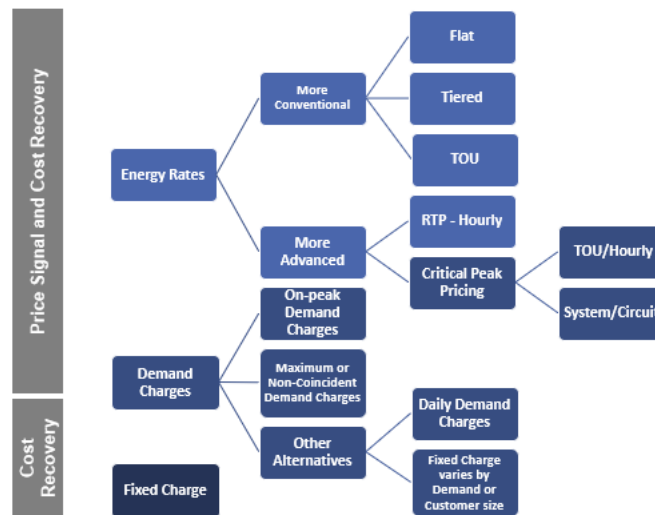 Price Signal and Cost Recovery
Cost
Recovery
Energy Rates
More
Conventional
Flat
Tiered
TOU
More
Advanced
RTP - Hourly
Critical Peak
Pricing
TOU/Hourly
System/Circuit
Demand
Charges
On-peak
Demand
Charges
Maximum or
Non-Coincident
Demand Charges
Other
Alternatives
Daily Demand
Charges
Fixed Charge
varies by
Demand or
Customer size
Fixed Charge